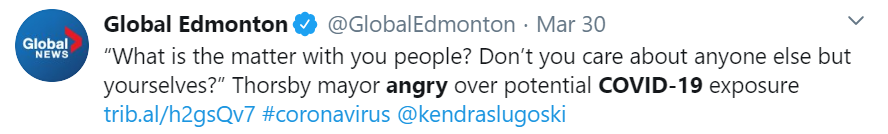 Global Edmonton @GlobalEdmonton · Mar 30
Global
NEWS
“What is the matter with you people? Don’t you care about anyone else but
yourselves?” Thorsby mayor angry over potential COVID-19 exposure
trib.al/h2gsQv7 #coronavirus @kendraslugoski